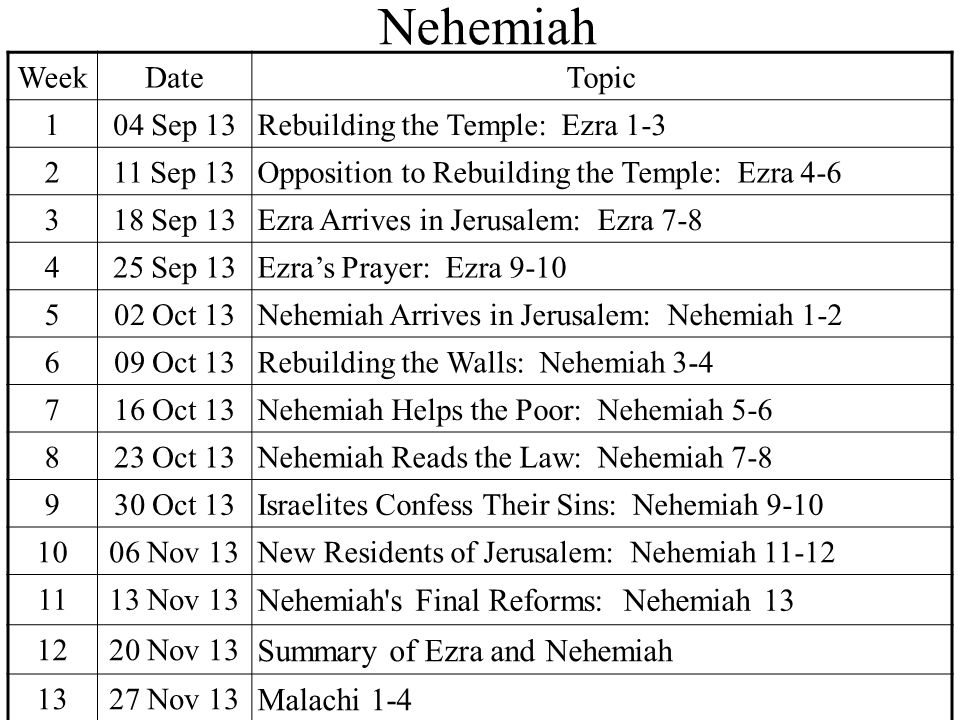 Nehemiah
Week Date Topic
1 04 Sep 13 Rebuilding the Temple: Ezra 1-3
2 11 Sep 13 Opposition to Rebuilding the Temple: Ezra 4-6
3 18 Sep 13 Ezra Arrives in Jerusalem: Ezra 7-8
4 25 Sep 13 Ezra’s Prayer: Ezra 9-10
5 02 Oct 13 Nehemiah Arrives in Jerusalem: Nehemiah 1-2
6 09 Oct 13 Rebuilding the Walls: Nehemiah 3-4
7 16 Oct 13 Nehemiah Helps the Poor: Nehemiah 5-6
8 23 Oct 13 Nehemiah Reads the Law: Nehemiah 7-8
9 30 Oct 13 Israelites Confess Their Sins: Nehemiah 9-10
10 06 Nov 13 New Residents of Jerusalem: Nehemiah 11-12
11 13 Nov 13 Nehemiah's Final Reforms: Nehemiah 13
12 20 Nov 13 Summary of Ezra and Nehemiah
13 27 Nov 13 Malachi 1-4